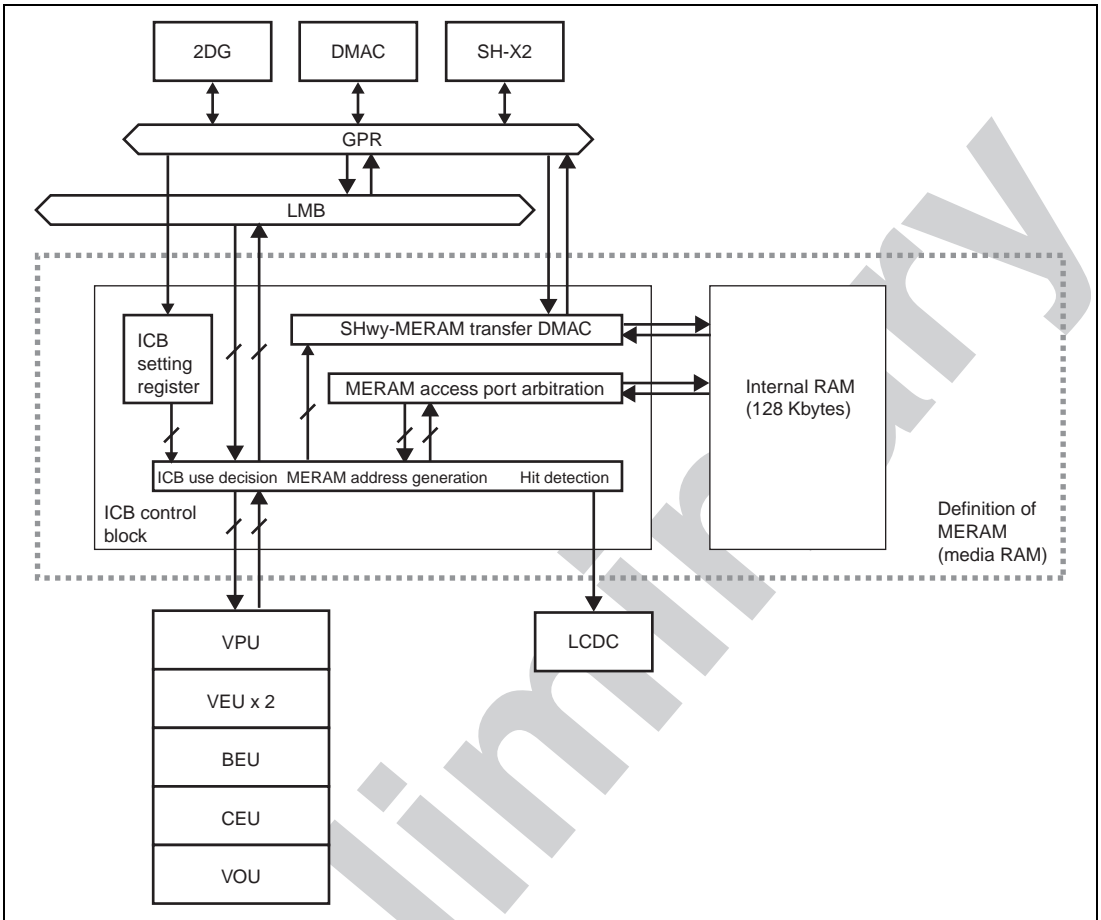 2DG
DMAC
SH-X2
GPR
LMB
ICB
setting
register
SHwy-MERAM transfer DMAC
MERAM access port arbitration
Internal RAM
(128 Kbytes)
ICB use decision MERAM address generation Hit detection
ICB control
block
Definition of
MERAM
(media RAM)
VPU
LCDC
VEU x 2
BEU
CEU
VOU
liminary